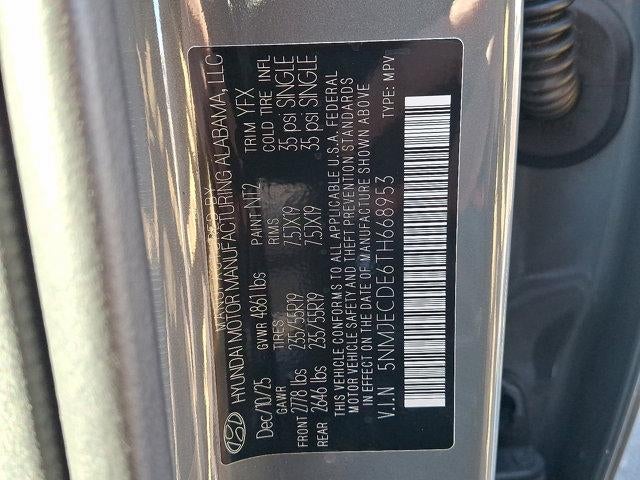 MANUFACTURED BY
HYUNDAI MOTOR MANUFACTURING ALABAMA, LLC
Dec/10/25 GVWR 4861 lbs PAINT NT2 TRIM YFX
GAWR TIRES RIMS COLD TIRE INFL
FRONT 2778 lbs 235/55R19 7.5JX19 35 psi SINGLE
REAR 2646 lbs 235/55R19 7.5JX19 35 psi SINGLE
THIS VEHICLE CONFORMS TO ALL APPLICABLE U.S.A. FEDERAL
MOTOR VEHICLE SAFETY AND THEFT PREVENTION STANDARDS
IN EFFECT ON THE DATE OF MANUFACTURE SHOWN ABOVE
V.I.N 5NMJECDE6TH668953 TYPE: MPV